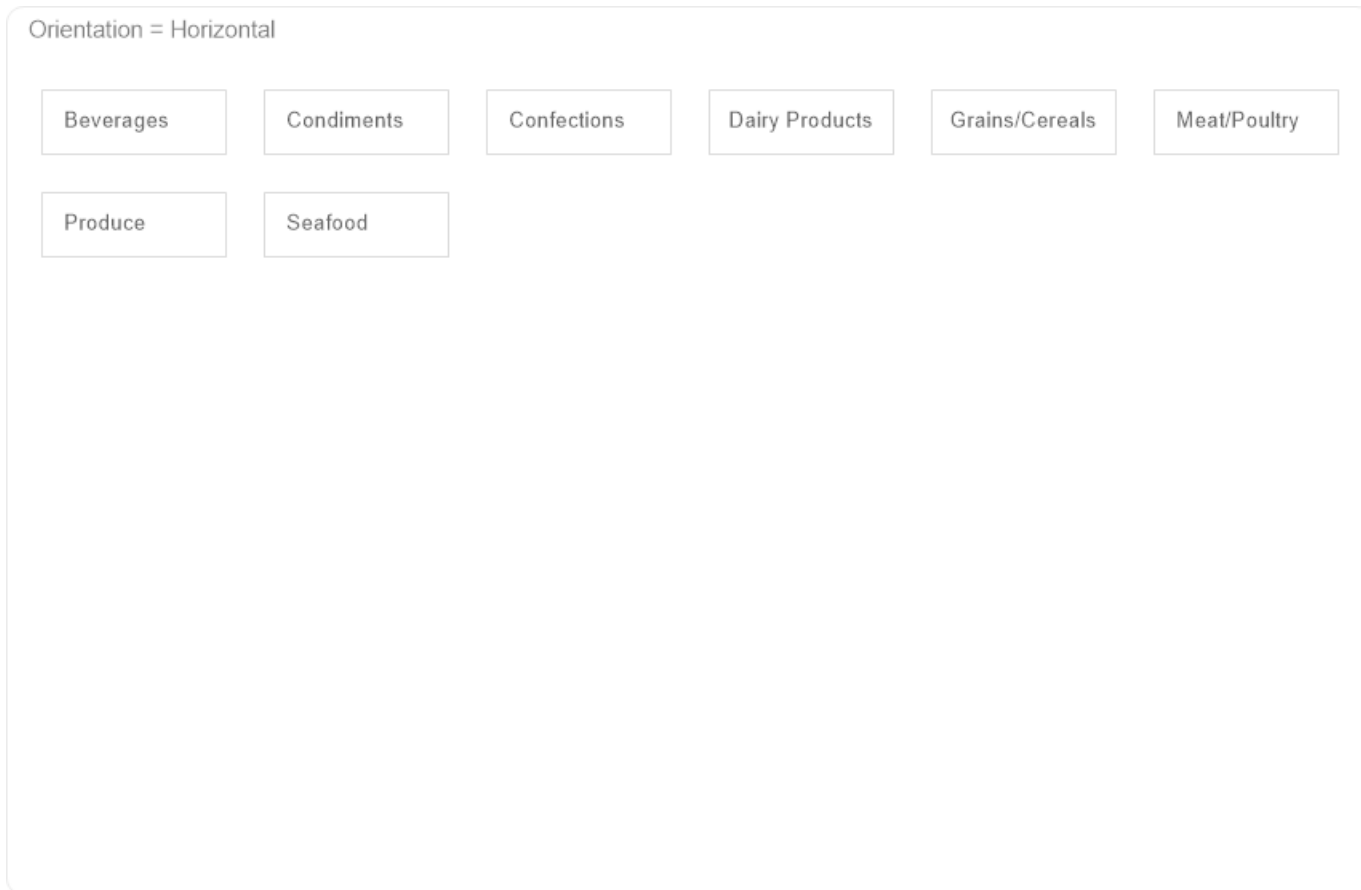 Orientation = Horizontal
Beverages Condiments Confections Dairy Products Grains/Cereals Meat/Poultry
Produce Seafood